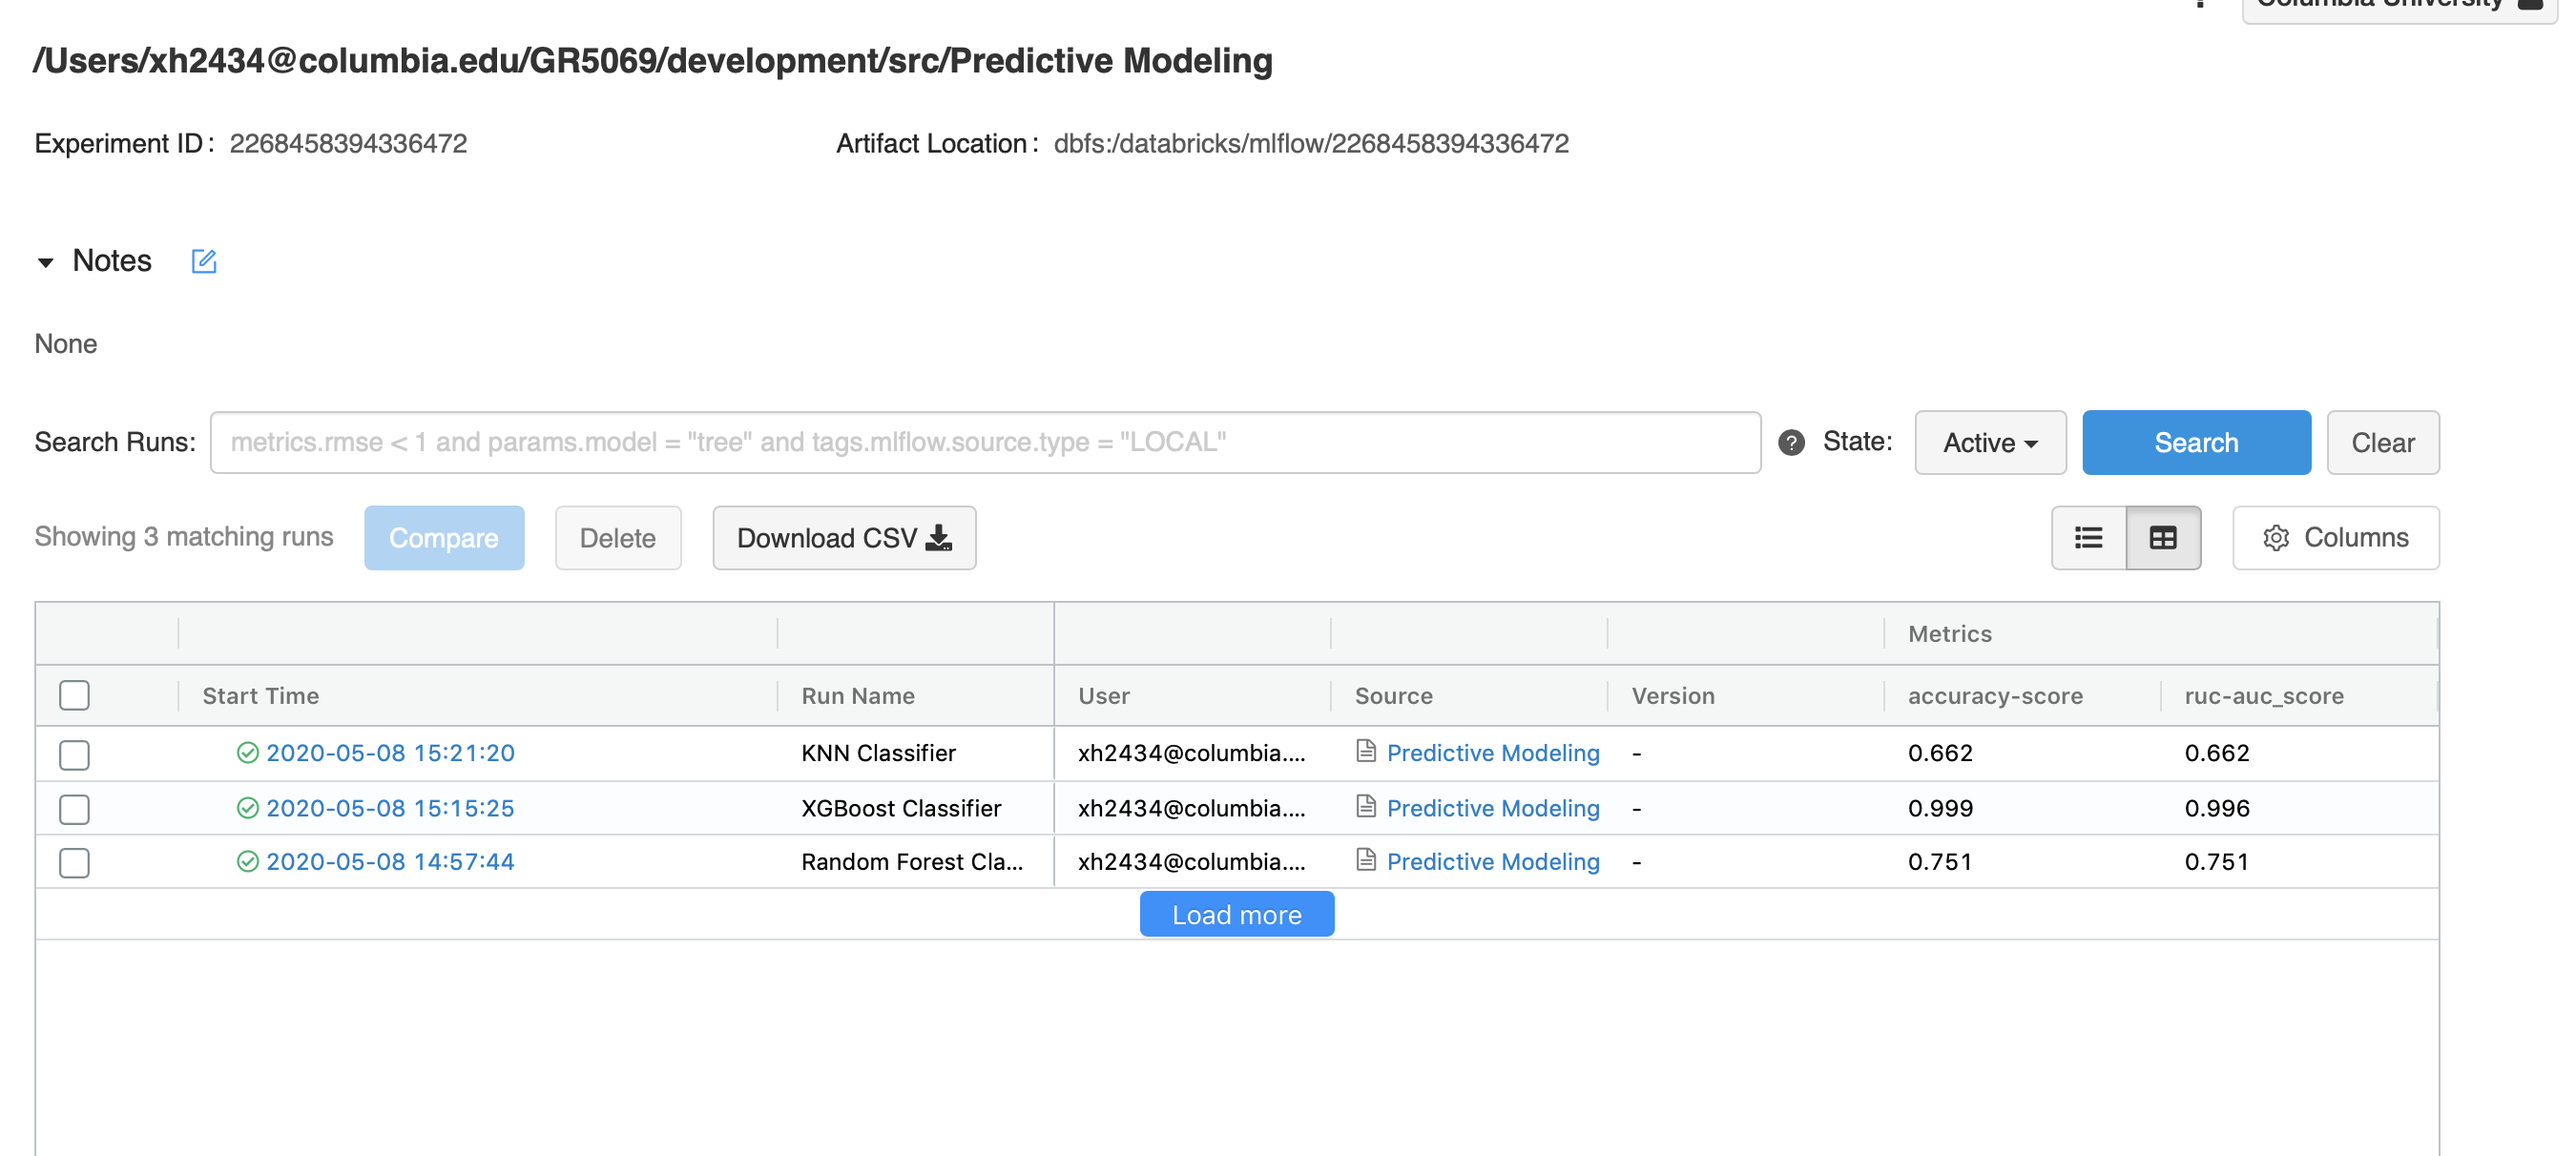 Columbia University
/Users/xh2434@columbia.edu/GR5069/development/src/Predictive Modeling
Experiment ID: 2268458394336472 Artifact Location: dbfs:/databricks/mlflow/2268458394336472
Notes
None
Search Runs: metrics.rmse < 1 and params.model = "tree" and tags.mlflow.source.type = "LOCAL" ? State: Active Search Clear
Showing 3 matching runs Compare Delete Download CSV Columns
Metrics
Start Time Run Name User Source Version accuracy-score ruc-auc_score
2020-05-08 15:21:20 KNN Classifier xh2434@columbia.... Predictive Modeling - 0.662 0.662
2020-05-08 15:15:25 XGBoost Classifier xh2434@columbia.... Predictive Modeling - 0.999 0.996
2020-05-08 14:57:44 Random Forest Cla... xh2434@columbia.... Predictive Modeling - 0.751 0.751
Load more